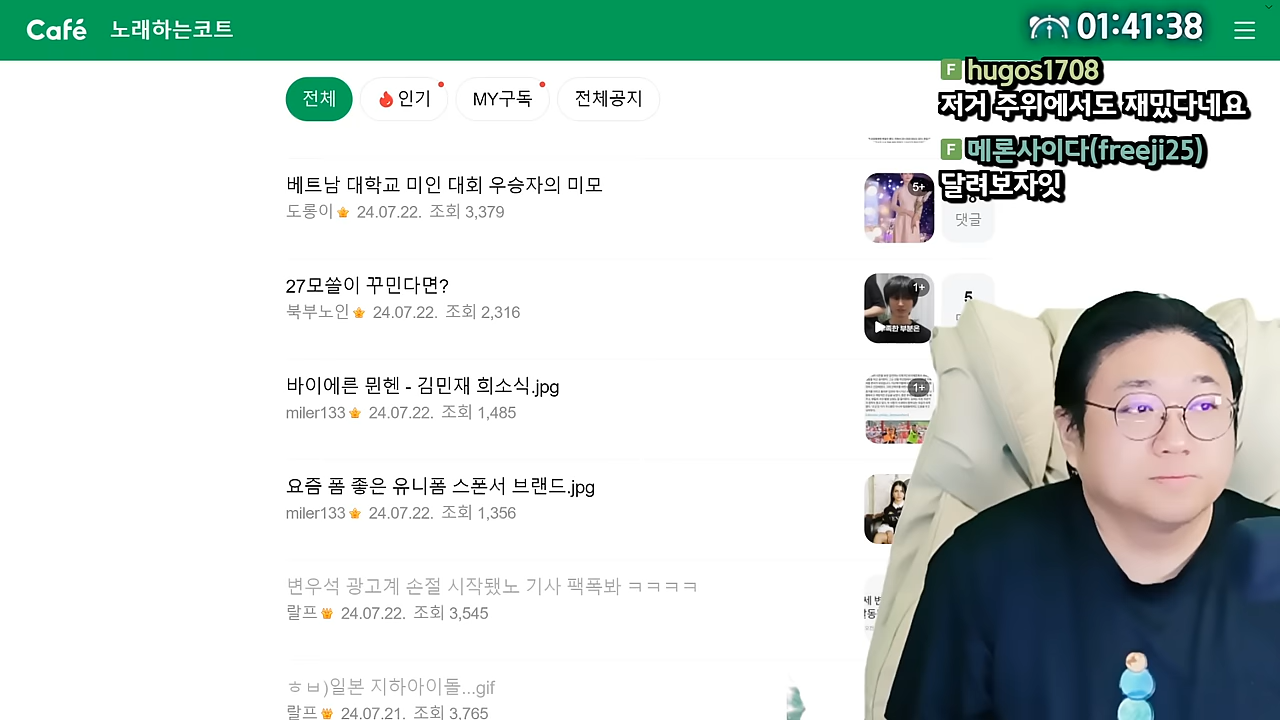 Café 노래하는코트
01:41:38
F hugos1708
저거 주위에서도 재밌다네요
F 메론사이다(freeji25)
달려보자잇
전체 인기 MY구독 전체공지
베트남 대학교 미인 대회 우승자의 미모
도롱이 24.07.22. 조회 3,379
5+
댓글
27모쏠이 꾸민다면?
북부노인 24.07.22. 조회 2,316
1+
5
바이에른 뮌헨 - 김민재 희소식.jpg
miler133 24.07.22. 조회 1,485
1+
요즘 폼 좋은 유니폼 스폰서 브랜드.jpg
miler133 24.07.22. 조회 1,356
변우석 광고계 손절 시작됐노 기사 팩폭봐 ㅋㅋㅋㅋ
랄프 24.07.22. 조회 3,545
ㅎㅂ)일본 지하아이돌...gif
랄프 24.07.21. 조회 3,765